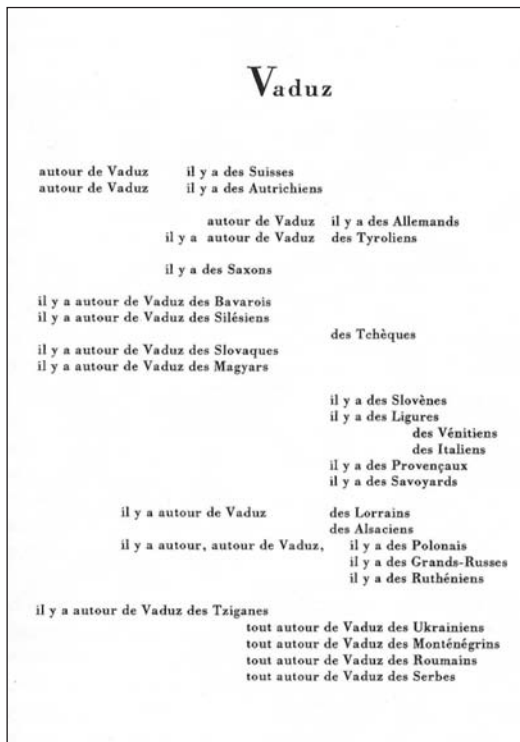 Vaduz
autour de Vaduz il y a des Suisses
autour de Vaduz il y a des Autrichiens
autour de Vaduz il y a des Allemands
il y a autour de Vaduz des Tyroliens
il y a des Saxons
il y a autour de Vaduz des Bavarois
il y a autour de Vaduz des Silésiens
des Tchèques
il y a autour de Vaduz des Slovaques
il y a autour de Vaduz des Magyars
il y a des Slovènes
il y a des Ligures
des Vénitiens
des Italiens
il y a des Provençaux
il y a des Savoyards
il y a autour de Vaduz des Lorrains
des Alsaciens
il y a autour, autour de Vaduz, il y a des Polonais
il y a des Grands-Russes
il y a des Ruthéniens
il y a autour de Vaduz des Tziganes
tout autour de Vaduz des Ukrainiens
tout autour de Vaduz des Monténégrins
tout autour de Vaduz des Roumains
tout autour de Vaduz des Serbes